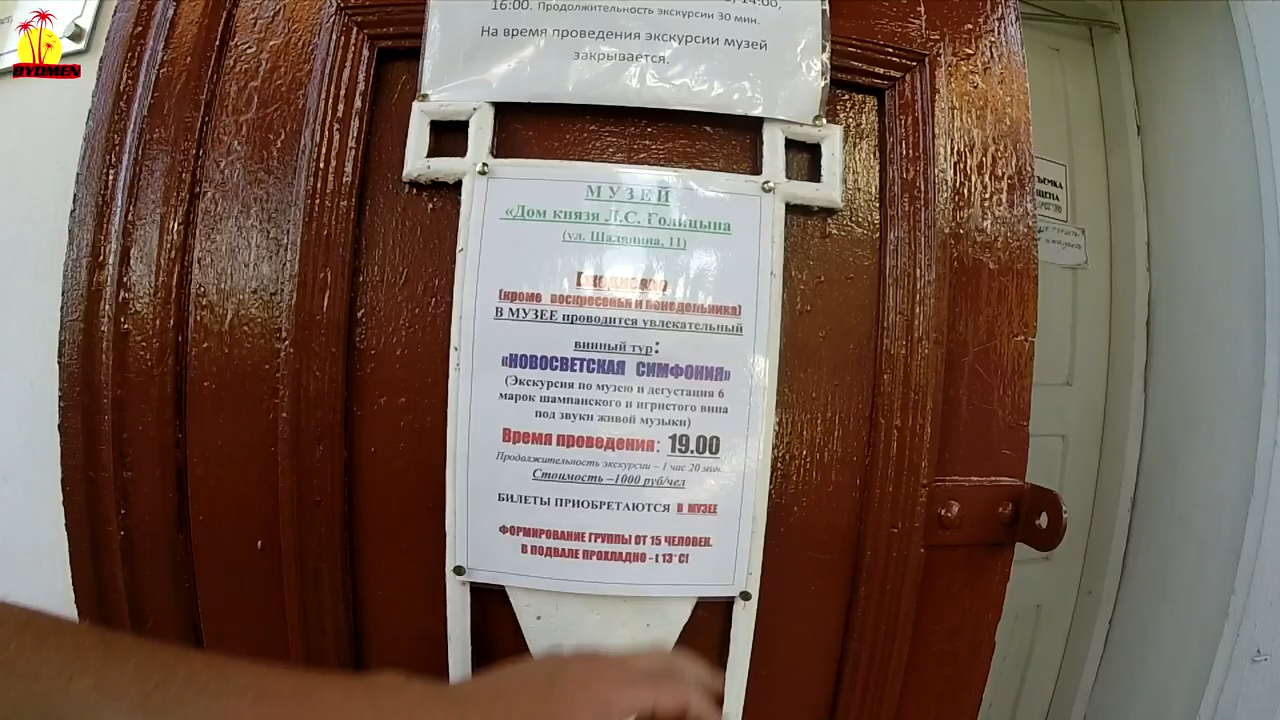 BYDMEN
16:00. Продолжительность экскурсии 30 мин.
На время проведения экскурсии музей
закрывается.
МУЗЕЙ
«Дом князя Л.С. Голицына
(ул. Шаляпина, 11)
Ежедневно
(кроме воскресенья и понедельника)
В МУЗЕЕ проводится увлекательный
винный тур:
«НОВОСВЕТСКАЯ СИМФОНИЯ»
(Экскурсия по музею и дегустация 6
марок шампанского и игристого вина
под звуки живой музыки)
Время проведения: 19.00
Продолжительность экскурсии – 1 час 20 мин.
Стоимость –1000 руб/чел
БИЛЕТЫ ПРИОБРЕТАЮТСЯ В МУЗЕЕ
ФОРМИРОВАНИЕ ГРУППЫ ОТ 15 ЧЕЛОВЕК.
В ПОДВАЛЕ ПРОХЛАДНО - t 13°С!